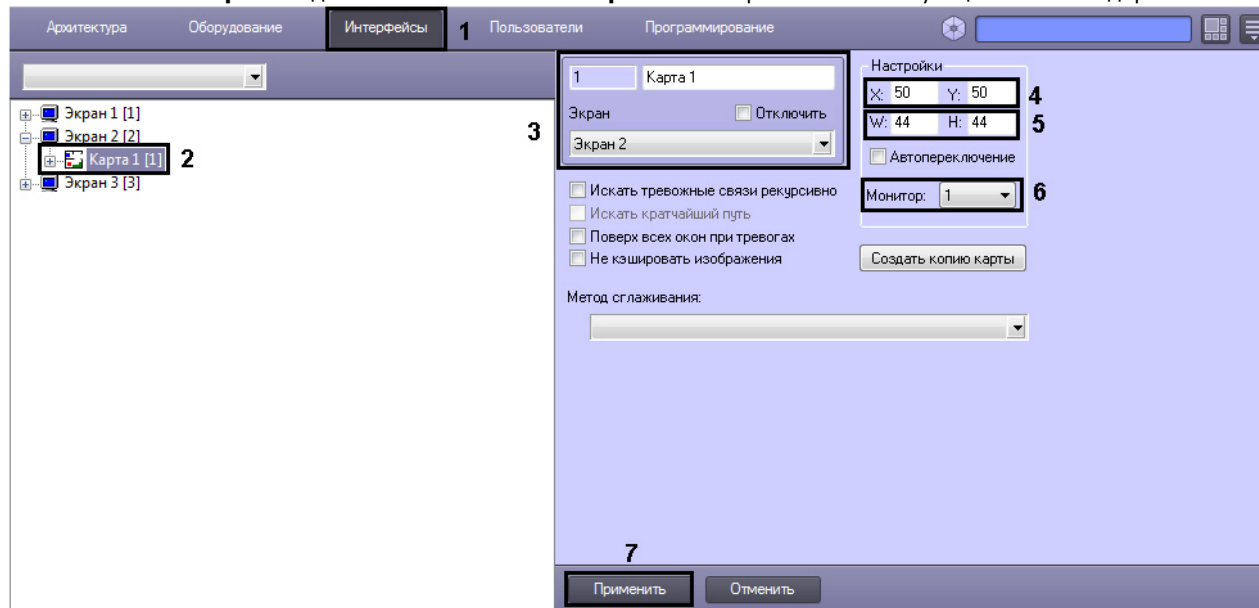 Архитектура Оборудование Интерфейсы 1 Пользователи Программирование
1 Карта 1 Настройки
X: 50 Y: 50 4
Экран 1 [1] 3 Экран Отключить W: 44 H: 44 5
Экран 2 [2] Экран 2
Карта 1 [1] 2 Автопереключение
Экран 3 [3] Искать тревожные связи рекурсивно Монитор: 1 6
Искать кратчайший путь
Поверх всех окон при тревогах
Не кэшировать изображения Создать копию карты
Метод сглаживания:
7
Применить Отменить